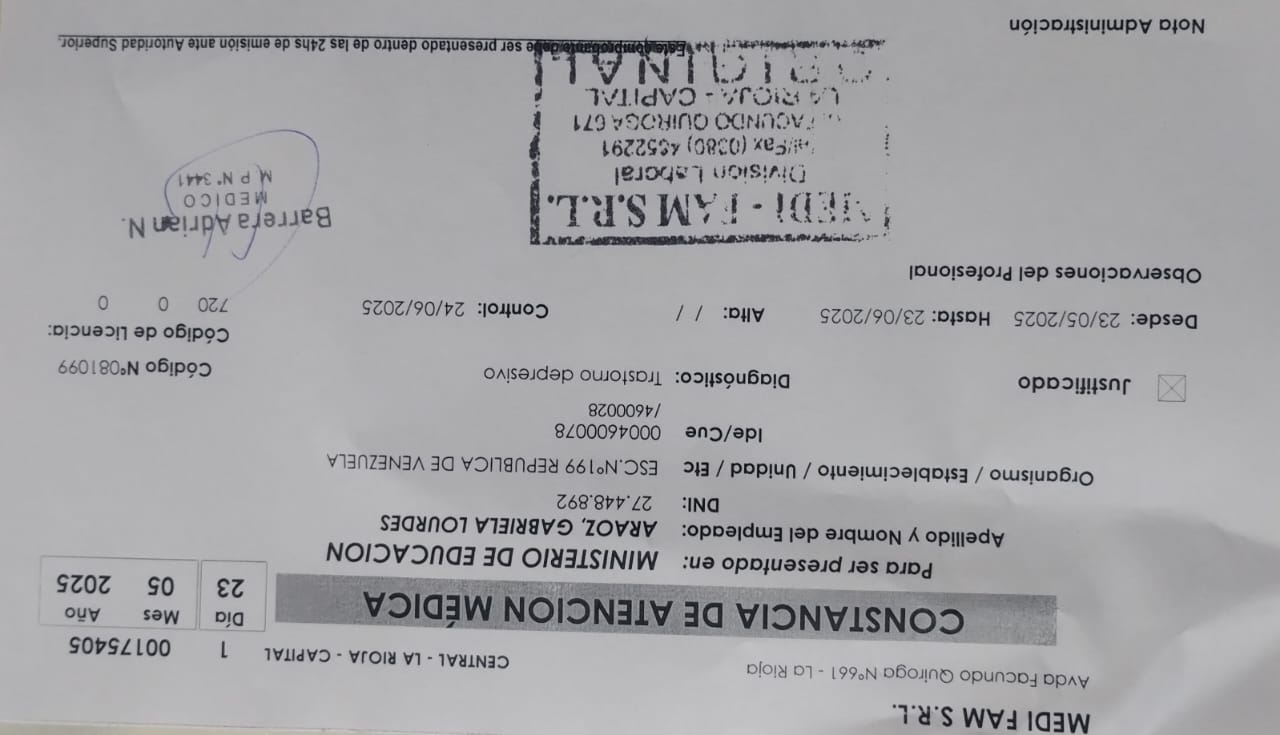 MEDI FAM S.R.L.
Avda Facundo Quiroga Nº661 - La Rioja
CENTRAL - LA RIOJA - CAPITAL 1 00175405
CONSTANCIA DE ATENCION MÉDICA
Día Mes Año
23 05 2025
Para ser presentado en: MINISTERIO DE EDUCACION
Apellido y Nombre del Empleado: ARAOZ, GABRIELA LOURDES
DNI: 27.448.892
Organismo / Establecimiento / Unidad / Etc ESC.Nº199 REPUBLICA DE VENEZUELA
Ide/Cue 0004600078
/4600028
Justificado
Diagnóstico: Trastorno depresivo
Código Nº081099
Código de Licencia:
720 0 0
Desde: 23/05/2025 Hasta: 23/06/2025 Alta: / / Control: 24/06/2025
Observaciones del Profesional
MEDI - FAM S.R.L.
División Laboral
Tel/Fax (0380) 4652291
FACUNDO QUIROGA 671
LA RIOJA - CAPITAL
ORIGINAL
Barrera Adrian N.
MEDICO
M P Nº 3441
Este comprobante debe ser presentado dentro de las 24hs de emisión ante Autoridad Superior.
Nota Administración